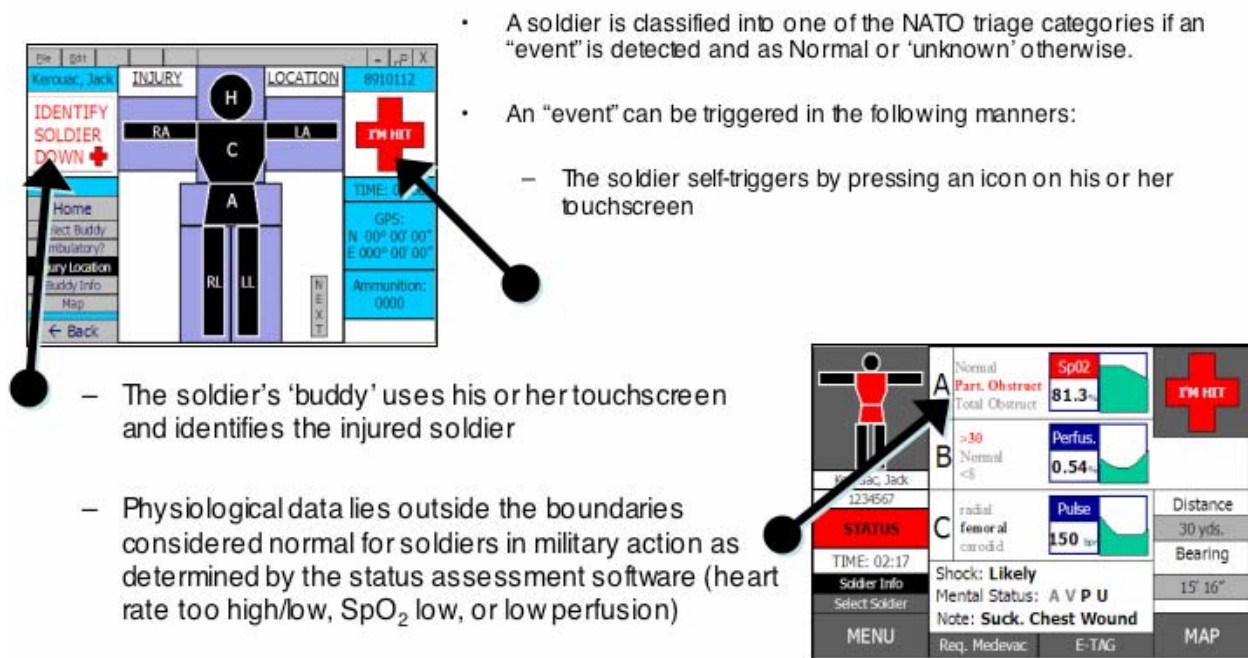 • A soldier is classified into one of the NATO triage categories if an
“event” is detected and as Normal or ‘unknown’ otherwise.
• An “event” can be triggered in the following manners:
– The soldier self-triggers by pressing an icon on his or her
touchscreen
File Edit - X
Kerouac, Jack INJURY LOCATION 8910112
IDENTIFY
SOLDIER
DOWN
H
RA
LA
C
A
RL
LL
I'M HIT
TIME:
GPS:
N 00° 00' 00"
E 000° 00' 00"
Ammunition:
0000
Home
Buddy
Location
Buddy Info
Map
← Back
NEXT
– The soldier’s ‘buddy’ uses his or her touchscreen
and identifies the injured soldier
– Physiological data lies outside the boundaries
considered normal for soldiers in military action as
determined by the status assessment software (heart
rate too high/low, SpO₂ low, or low perfusion)
A
Normal
Part. Obstruct
Total Obstruct
Sp02
81.3%
I'M HIT
B
>30
Normal
<8
Perfus.
0.54%
Jack
1234567
STATUS
TIME: 02:17
Soldier Info
Select Soldier
MENU
C
radial
femoral
carodid
Pulse
150 bpm
Distance
30 yds.
Bearing
15' 16"
Shock: Likely
Mental Status: A V P U
Note: Suck. Chest Wound
Req. Medevac
E-TAG
MAP